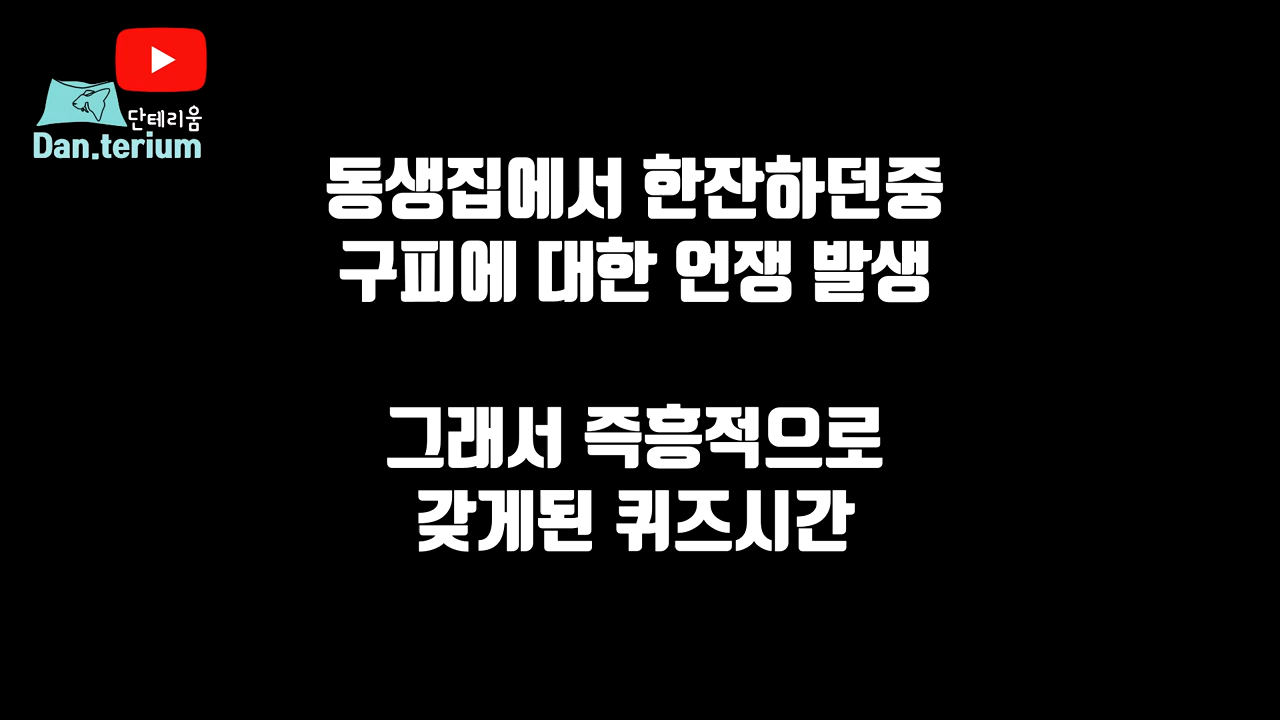 단테리움
Dan.terium
동생집에서 한잔하던중
구피에 대한 언쟁 발생
그래서 즉흥적으로
갖게된 퀴즈시간